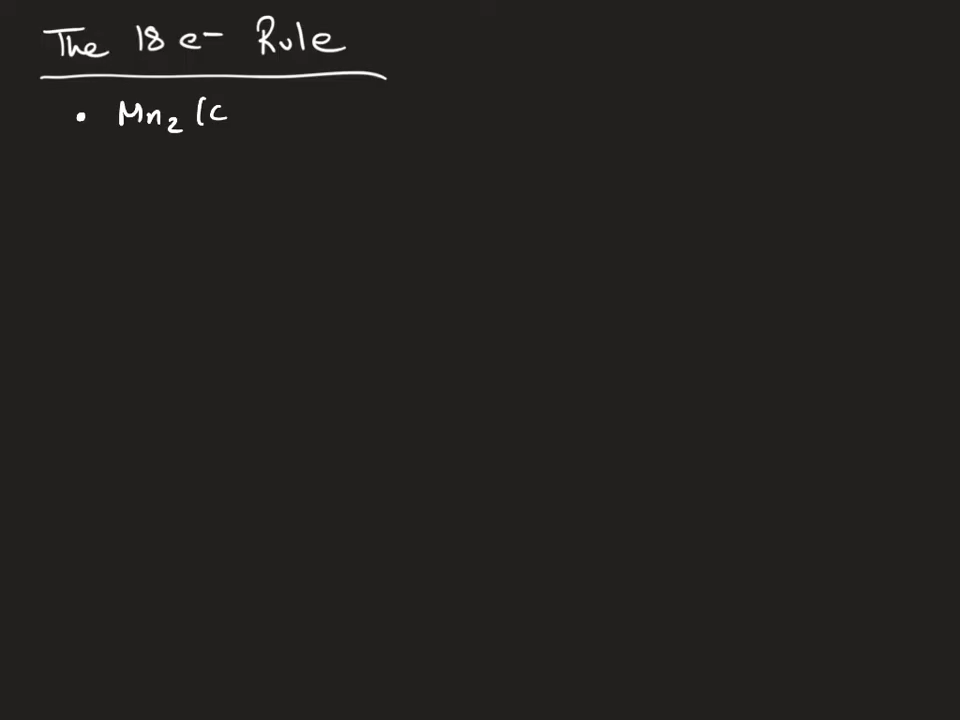 The 18 e- Rule
• Mn₂ (C